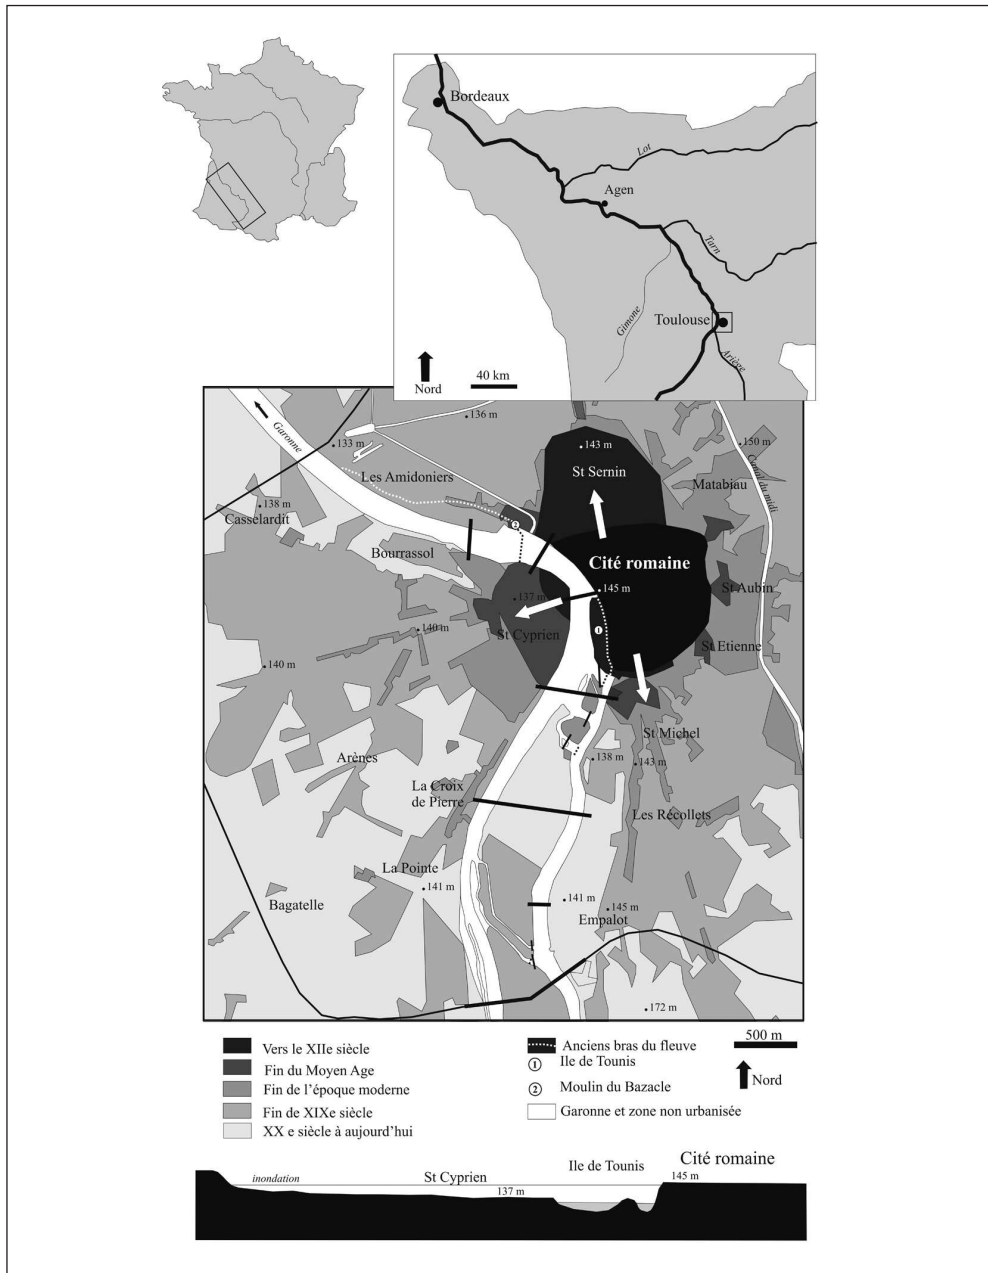 Bordeaux
Lot
Agen
Tarn
Gimone
Toulouse
Ariège
Nord
40 km
Garonne
136 m
133 m
143 m
150 m
St Sernin
Canal du midi
Les Amidoniers
Matabiau
138 m
Casselardit
2
Bourrassol
Cité romaine
145 m
St Aubin
137 m
140 m
St Cyprien
1
St Etienne
140 m
St Michel
Arènes
138 m
143 m
La Croix
de Pierre
Les Récollets
La Pointe
141 m
141 m
145 m
Bagatelle
Empalot
172 m
Vers le XIIe siècle
Fin du Moyen Age
Fin de l'époque moderne
Fin de XIXe siècle
XX e siècle à aujourd'hui
Anciens bras du fleuve
1 Ile de Tounis
2 Moulin du Bazacle
Garonne et zone non urbanisée
500 m
Nord
inondation
St Cyprien
137 m
Ile de Tounis
Cité romaine
145 m